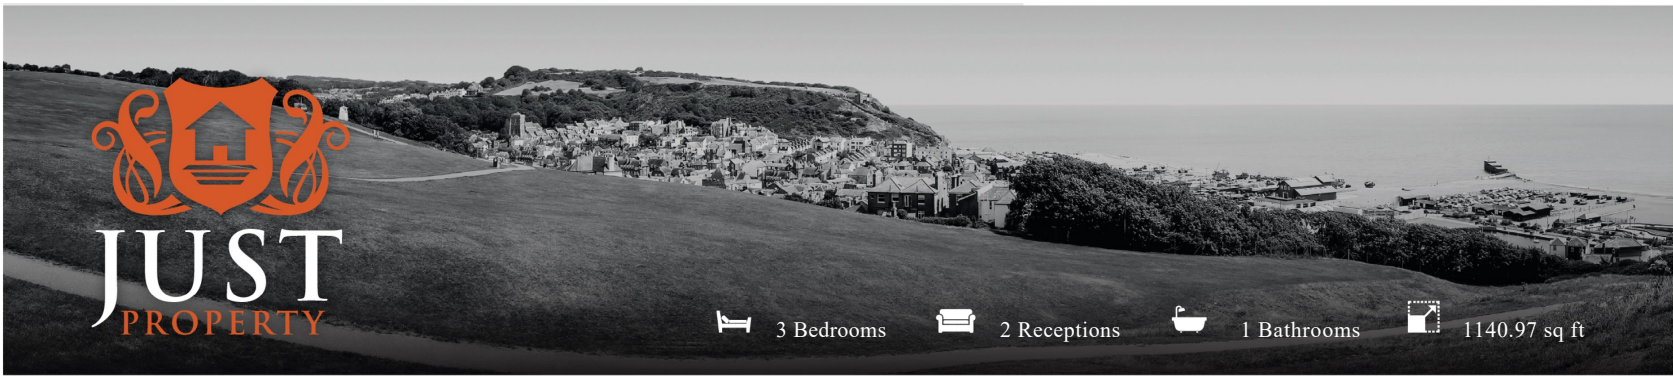 JUST
PROPERTY
3 Bedrooms
2 Receptions
1 Bathrooms
1140.97 sq ft